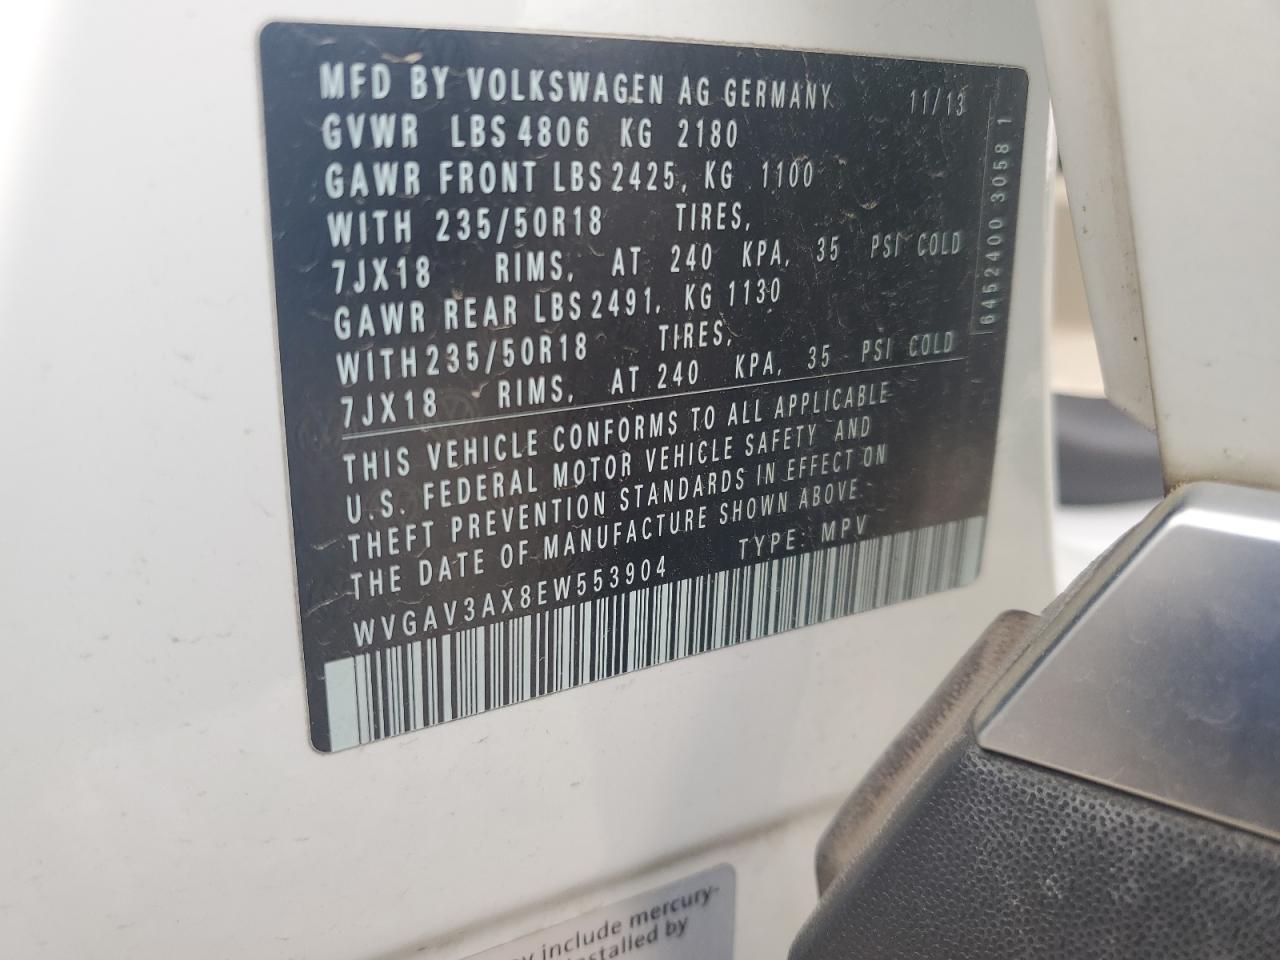 MFD BY VOLKSWAGEN AG GERMANY 11/13
GVWR LBS 4806 KG 2180
GAWR FRONT LBS 2425, KG 1100
WITH 235/50R18 TIRES,
7JX18 RIMS, AT 240 KPA, 35 PSI COLD
GAWR REAR LBS 2491, KG 1130
WITH 235/50R18 TIRES,
7JX18 RIMS, AT 240 KPA, 35 PSI COLD
THIS VEHICLE CONFORMS TO ALL APPLICABLE
U.S. FEDERAL MOTOR VEHICLE SAFETY AND
THEFT PREVENTION STANDARDS IN EFFECT ON
THE DATE OF MANUFACTURE SHOWN ABOVE.
WVGAV3AX8EW553904 TYPE: MPV
6452400 3058 1
include mercury-
installed by